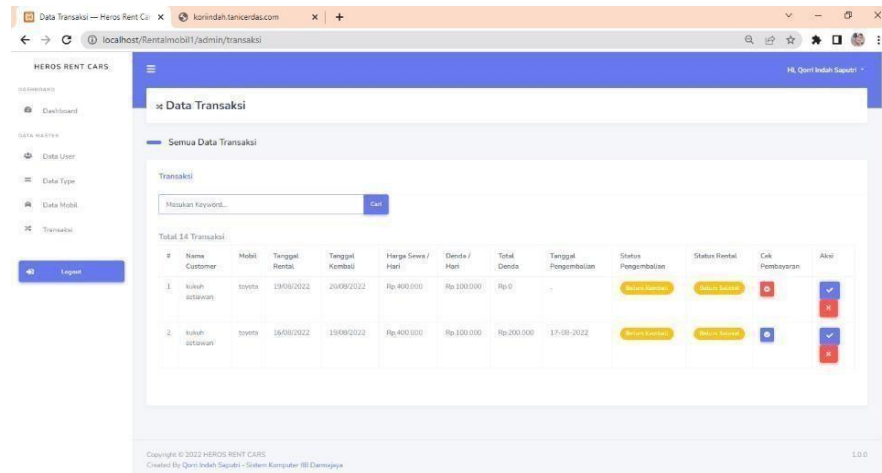 Data Transaksi — Heros Rent Car
koriindah.tanicerdas.com
localhost/Rentalmobil1/admin/transaksi
HEROS RENT CARS
Hi, Qorri Indah Saputri
DASHBOARD
Dashboard
DATA MASTER
Data User
Data Type
Data Mobil
Transaksi
Logout
Data Transaksi
Semua Data Transaksi
Transaksi
Masukan Keyword...
Cari
Total 14 Transaksi
# Nama Customer Mobil Tanggal Rental Tanggal Kembali Harga Sewa / Hari Denda / Hari Total Denda Tanggal Pengembalian Status Pengembalian Status Rental Cek Pembayaran Aksi
1 kukuh setiawan toyota 19/08/2022 20/08/2022 Rp.400.000 Rp.100.000 Rp.0 - Belum Kembali Belum Selesai
2 kukuh setiawan toyota 16/08/2022 Rp.400.000 Rp.100.000 Rp.200.000 17-08-2022 Belum Kembali Belum Selesai
Copyright © 2022 HEROS RENT CARS
Created By Qorri Indah Saputri - Sistem Komputer IIB Darmajaya
1.0.0